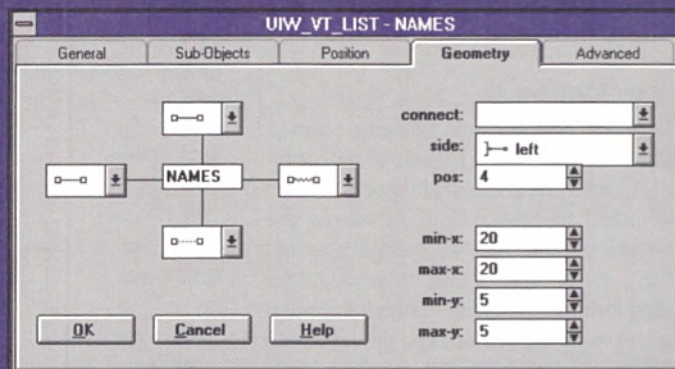 UIW_VT_LIST - NAMES
General Sub-Objects Position Geometry Advanced
NAMES
connect:
side: left
pos: 4
min-x: 20
max-x: 20
min-y: 5
max-y: 5
OK Cancel Help